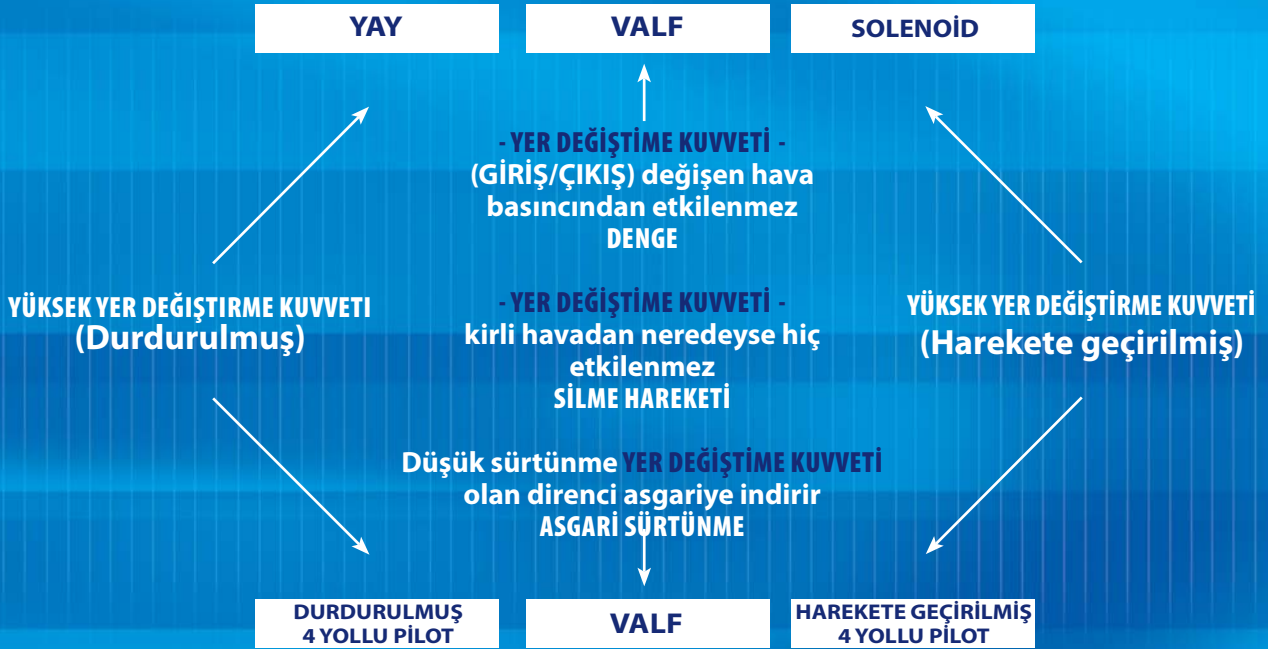 YAY
VALF
SOLENOİD
- YER DEĞİŞTİME KUVVETİ -
(GİRİŞ/ÇIKIŞ) değişen hava
basıncından etkilenmez
DENGE
YÜKSEK YER DEĞIŞTIRME KUVVETI
(Durdurulmuş)
- YER DEĞİŞTİME KUVVETİ -
kirli havadan neredeyse hiç
etkilenmez
SİLME HAREKETİ
YÜKSEK YER DEĞİŞTİRME KUVVETİ
(Harekete geçirilmiş)
Düşük sürtünme YER DEĞİŞTİME KUVVETİ
olan direnci asgariye indirir
ASGARİ SÜRTÜNME
DURDURULMUŞ
4 YOLLU PİLOT
VALF
HAREKETE GEÇİRİLMİŞ
4 YOLLU PİLOT